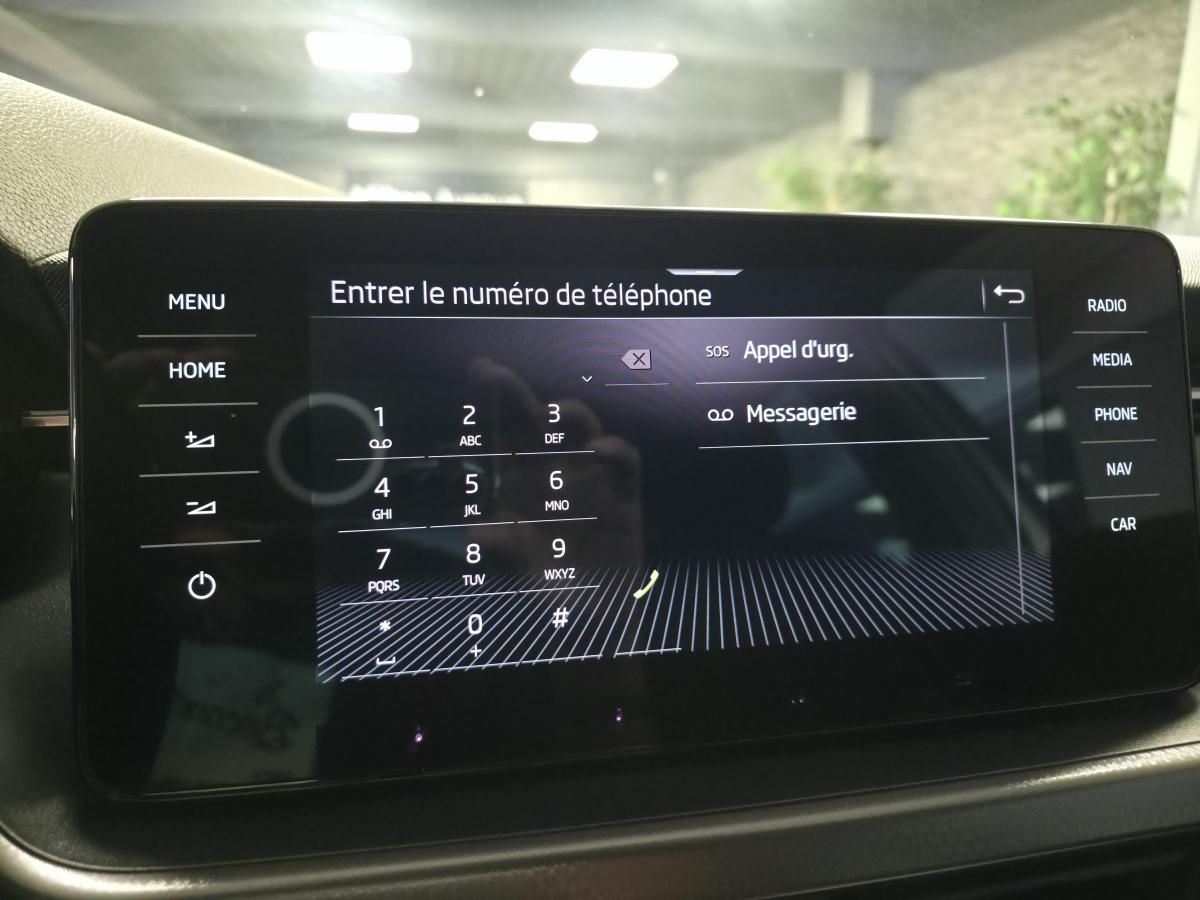 MENU
HOME
Entrer le numéro de téléphone
SOS Appel d'urg.
Messagerie
1 2 3
ABC DEF
4 5 6
GHI JKL MNO
7 8 9
PQRS TUV WXYZ
* 0 #
+
RADIO
MEDIA
PHONE
NAV
CAR